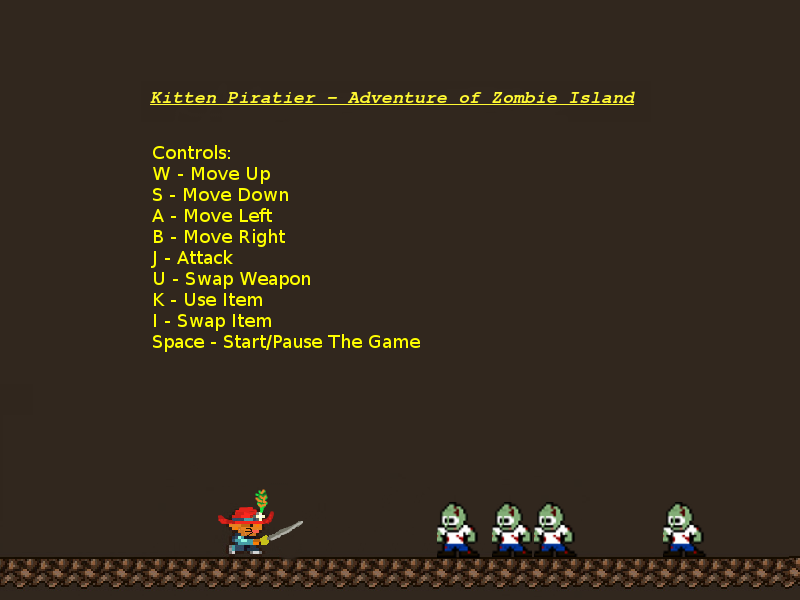 Kitten Piratier - Adventure of Zombie Island
Controls:
W - Move Up
S - Move Down
A - Move Left
B - Move Right
J - Attack
U - Swap Weapon
K - Use Item
I - Swap Item
Space - Start/Pause The Game